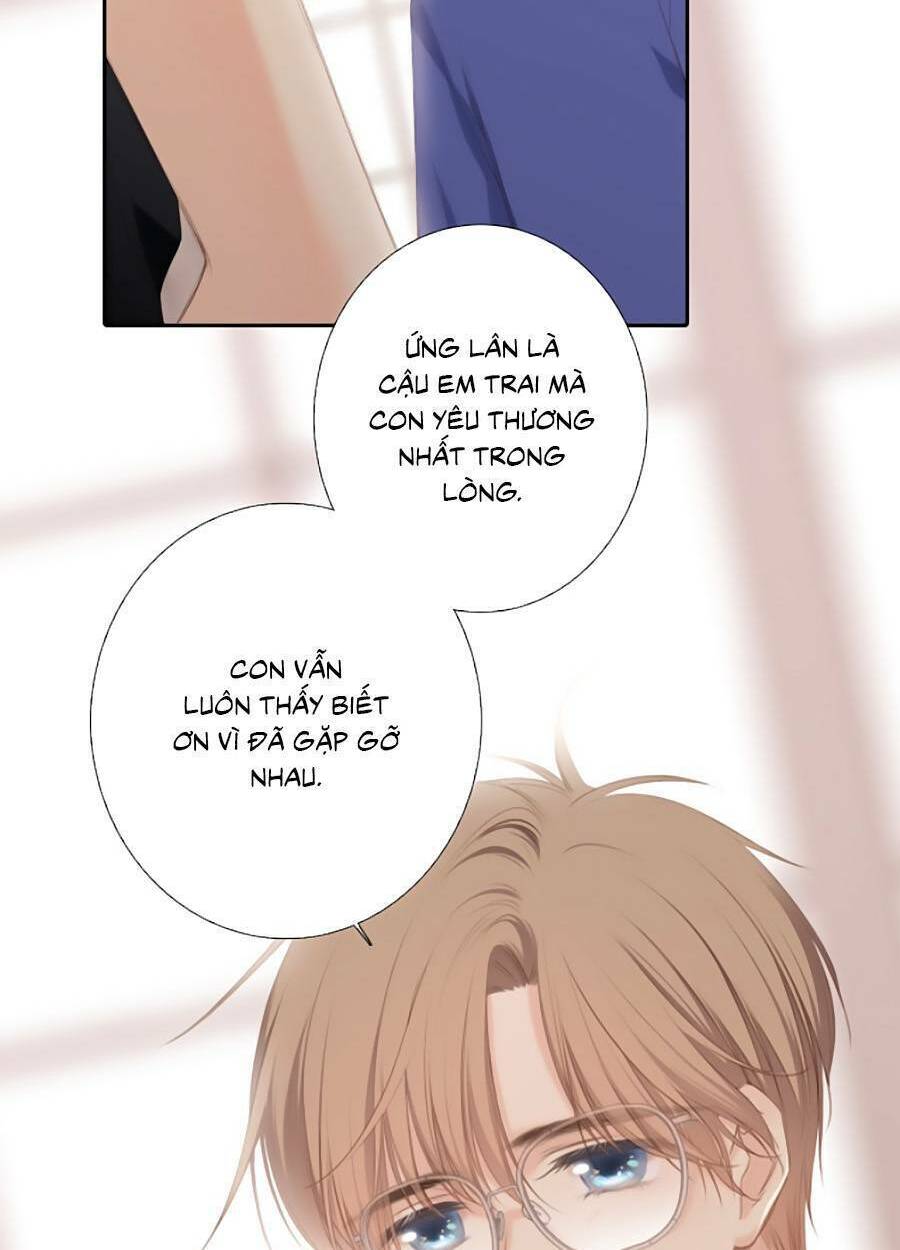 ỨNG LÂN LÀ
CẬU EM TRAI MÀ
CON YÊU THƯƠNG
NHẤT TRONG
LÒNG.
CON VẪN
LUÔN THẤY BIẾT
ƠN VÌ ĐÃ GẶP GỠ
NHAU.